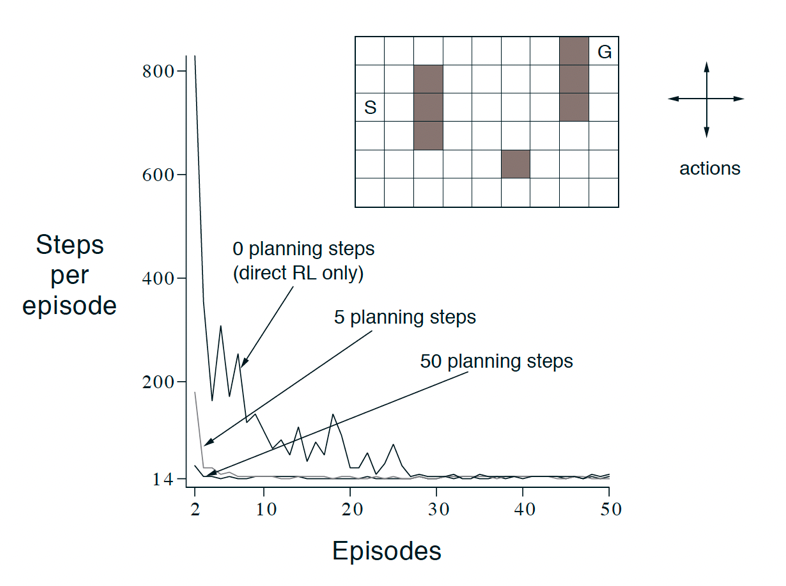 G
S
actions
800
600
400
200
14
Steps
per
episode
0 planning steps
(direct RL only)
5 planning steps
50 planning steps
2
10
20
30
40
50
Episodes